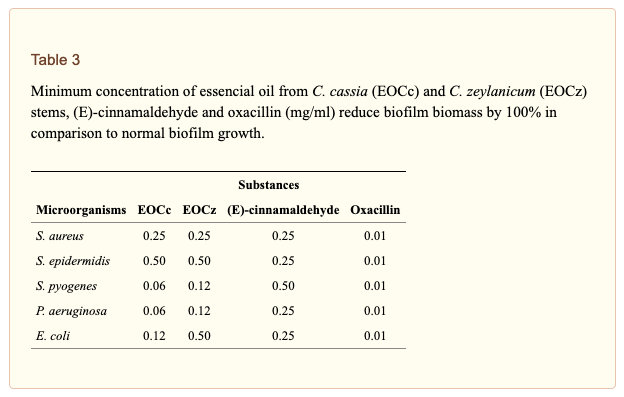 Table 3
Minimum concentration of essencial oil from C. cassia (EOCc) and C. zeylanicum (EOCz)
stems, (E)-cinnamaldehyde and oxacillin (mg/ml) reduce biofilm biomass by 100% in
comparison to normal biofilm growth.
Substances
Microorganisms EOCc EOCz (E)-cinnamaldehyde Oxacillin
S. aureus 0.25 0.25 0.25 0.01
S. epidermidis 0.50 0.50 0.25 0.01
S. pyogenes 0.06 0.12 0.50 0.01
P. aeruginosa 0.06 0.12 0.25 0.01
E. coli 0.12 0.50 0.25 0.01